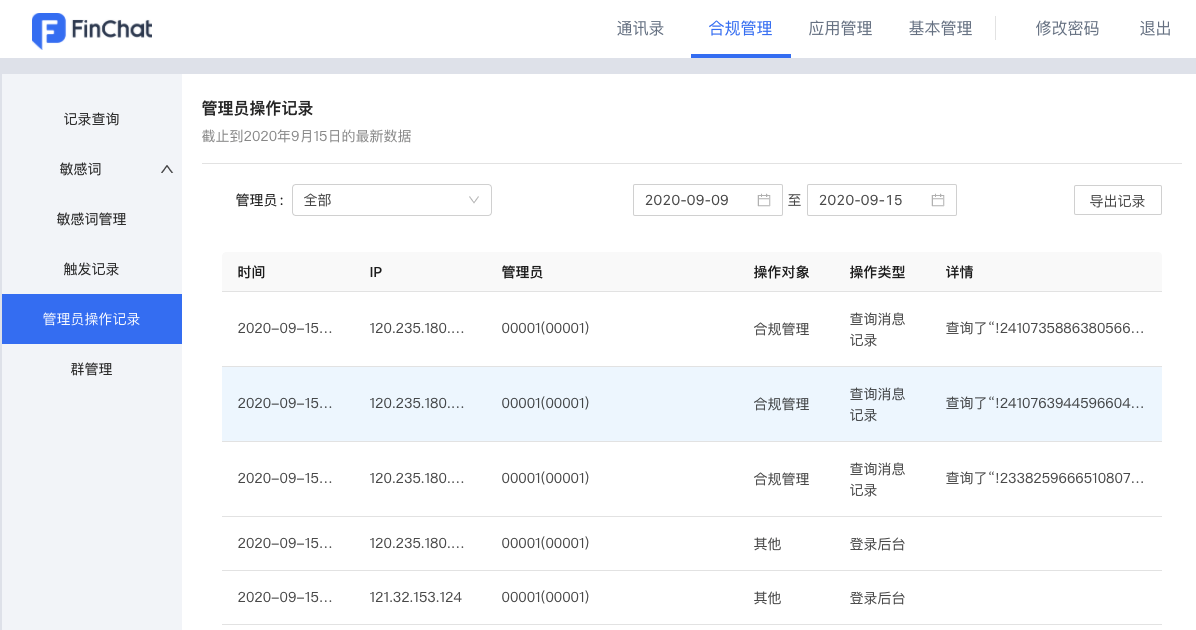 FinChat
通讯录 合规管理 应用管理 基本管理 修改密码 退出
记录查询
敏感词
敏感词管理
触发记录
管理员操作记录
群管理
管理员操作记录
截止到2020年9月15日的最新数据
管理员: 全部 2020-09-09 至 2020-09-15 导出记录
时间 IP 管理员 操作对象 操作类型 详情
2020-09-15... 120.235.180.... 00001(00001) 合规管理 查询消息记录 查询了“!2410735886380566...
2020-09-15... 120.235.180.... 00001(00001) 合规管理 查询消息记录 查询了“!2410763944596604...
2020-09-15... 120.235.180.... 00001(00001) 合规管理 查询消息记录 查询了“!2338259666510807...
2020-09-15... 120.235.180.... 00001(00001) 其他 登录后台
2020-09-15... 121.32.153.124 00001(00001) 其他 登录后台